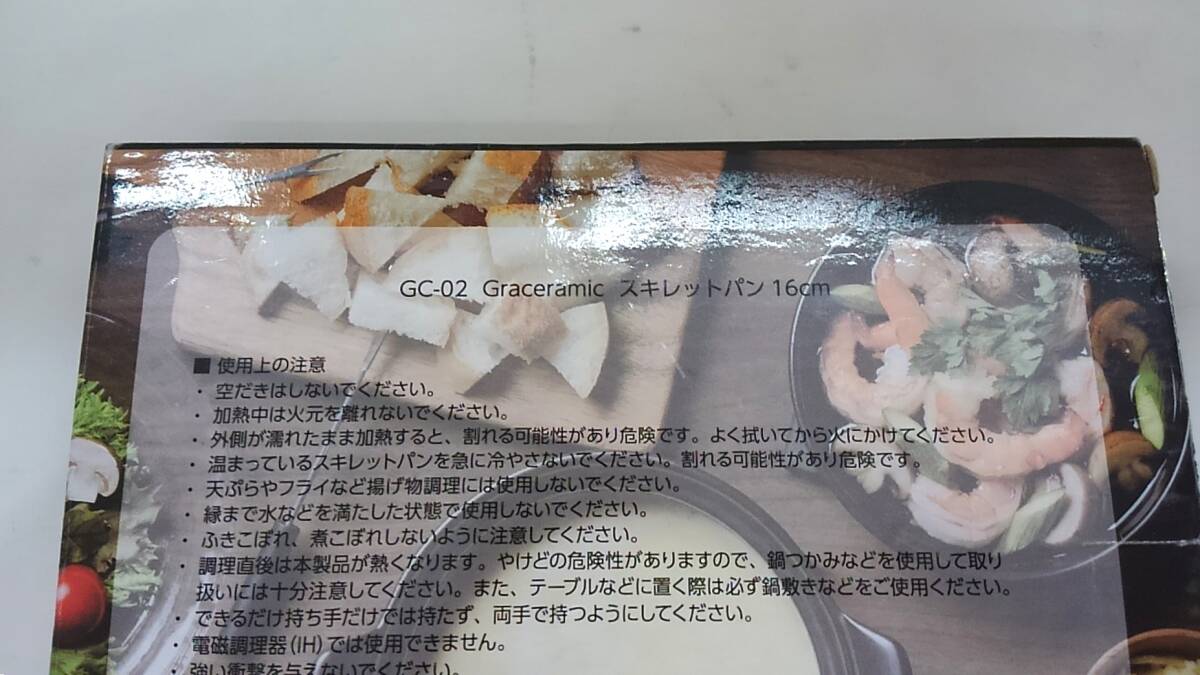 GC-02 Graceramic スキレットパン 16cm
■ 使用上の注意
・ 空だきはしないでください。
・ 加熱中は火元を離れないでください。
・ 外側が濡れたまま加熱すると、割れる可能性があり危険です。よく拭いてから火にかけてください。
・ 温まっているスキレットパンを急に冷やさないでください。割れる可能性があり危険です。
・ 天ぷらやフライなど揚げ物調理には使用しないでください。
・ 縁まで水などを満たした状態で使用しないでください。
・ ふきこぼれ、煮こぼれしないように注意してください。
・ 調理直後は本製品が熱くなります。やけどの危険性がありますので、鍋つかみなどを使用して取り
扱いには十分注意してください。また、テーブルなどに置く際は必ず鍋敷きなどをご使用ください。
・ できるだけ持ち手だけでは持たず、両手で持つようにしてください。
・ 電磁調理器(IH)では使用できません。
・ 強い衝撃を与えないでください。